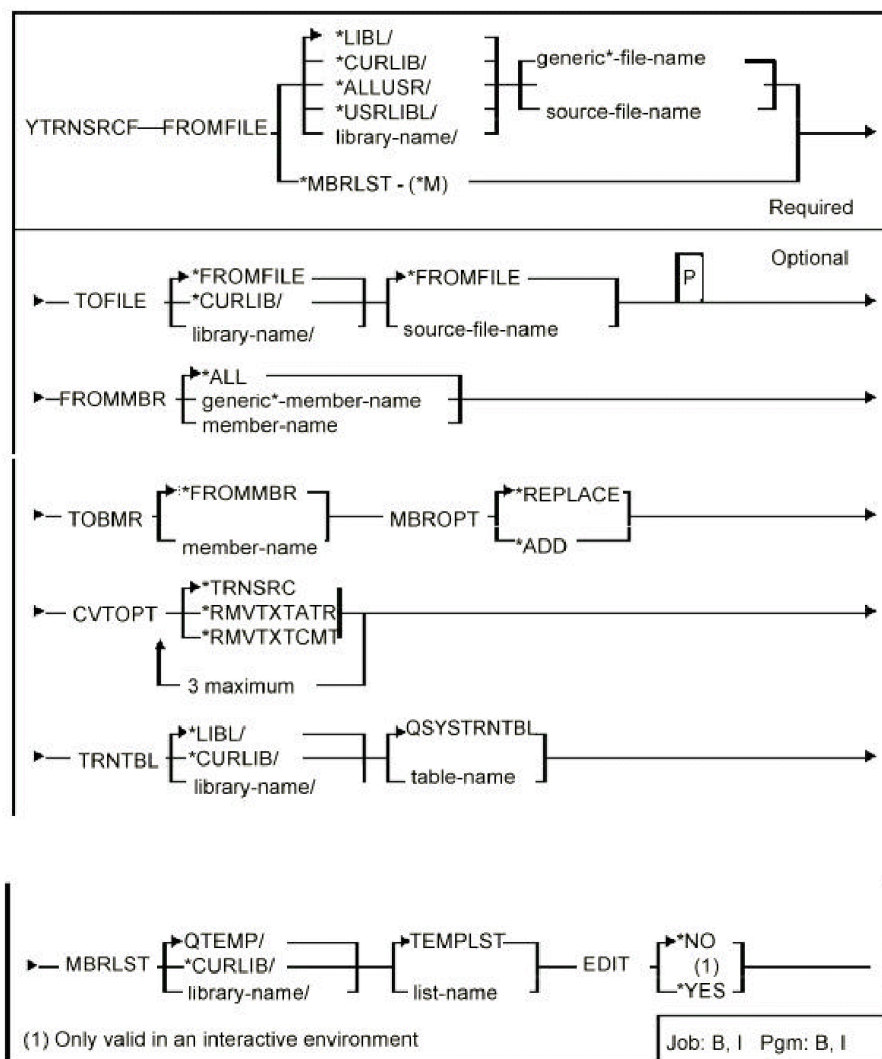 *LIBL/
*CURLIB/
*ALLUSR/
*USRLIBL/
library-name/
generic*-file-name
source-file-name
YTRNSRCF FROMFILE
*MBRLST - (*M)
Required
Optional
TOFILE
*FROMFILE
*CURLIB/
library-name/
*FROMFILE
source-file-name
P
FROMMBR
*ALL
generic*-member-name
member-name
TOBMR
*FROMMBR
member-name
MBROPT
*REPLACE
*ADD
CVTOPT
*TRNSRC
*RMVTXTATR
*RMVTXTCMT
3 maximum
TRNTBL
*LIBL/
*CURLIB/
library-name/
QSYSTRNTBL
table-name
MBRLST
QTEMP/
*CURLIB/
library-name/
TEMPLST
list-name
EDIT
*NO
(1)
*YES
(1) Only valid in an interactive environment
Job: B, I Pgm: B, I